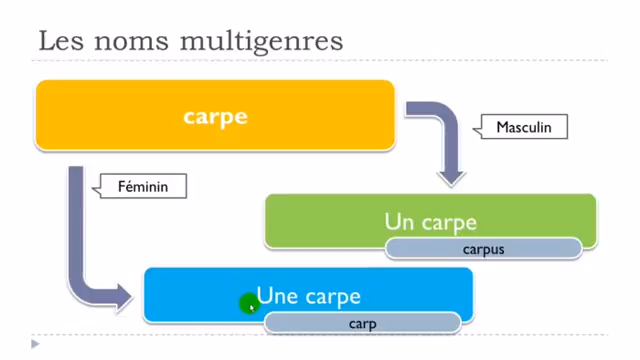 Les noms multigenres
carpe
Masculin
Féminin
Un carpe
carpus
Une carpe
carp